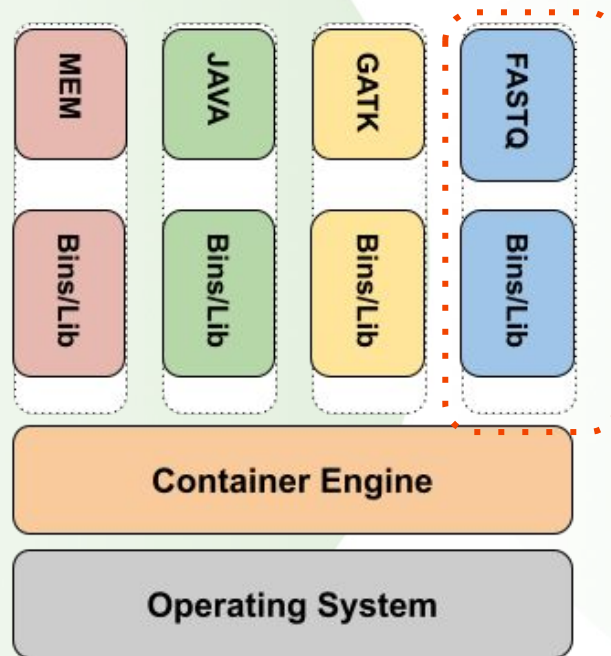 MEM
JAVA
GATK
FASTQ
Bins/Lib
Bins/Lib
Bins/Lib
Bins/Lib
Container Engine
Operating System